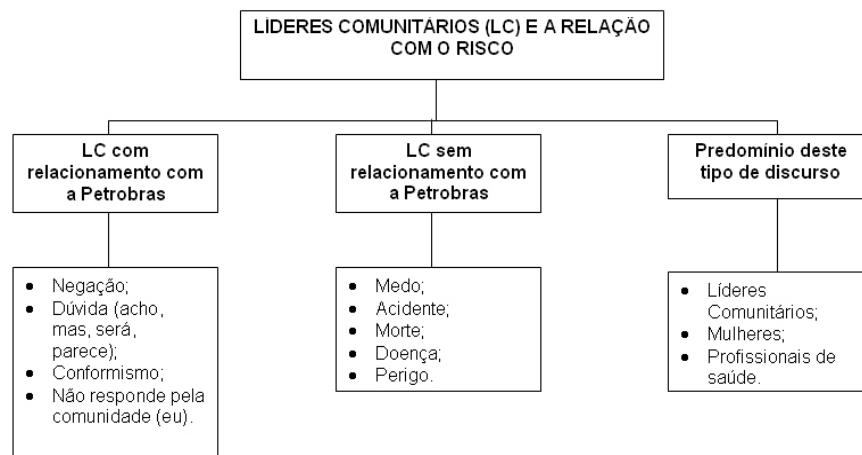 LÍDERES COMUNITÁRIOS (LC) E A RELAÇÃO
COM O RISCO
LC com
relacionamento com
a Petrobras
LC sem
relacionamento com
a Petrobras
Predomínio deste
tipo de discurso
• Negação;
• Dúvida (acho,
mas, será,
parece);
• Conformismo;
• Não responde pela
comunidade (eu).
• Medo;
• Acidente;
• Morte;
• Doença;
• Perigo.
• Líderes
Comunitários;
• Mulheres;
• Profissionais de
saúde.